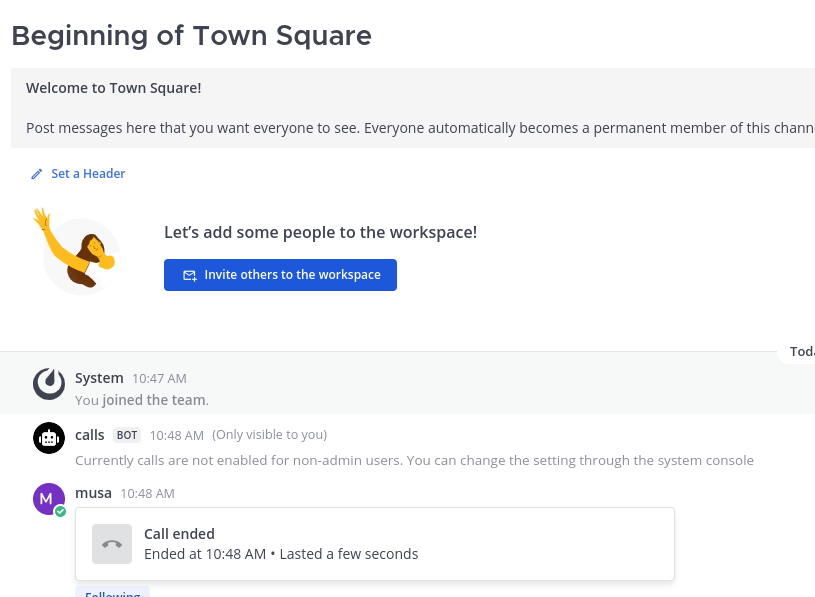 Beginning of Town Square
Welcome to Town Square!
Post messages here that you want everyone to see. Everyone automatically becomes a permanent member of this chann
Set a Header
Let’s add some people to the workspace!
Invite others to the workspace
Toda
System 10:47 AM
You joined the team.
calls BOT 10:48 AM (Only visible to you)
Currently calls are not enabled for non-admin users. You can change the setting through the system console
M
musa 10:48 AM
Call ended
Ended at 10:48 AM • Lasted a few seconds
Following